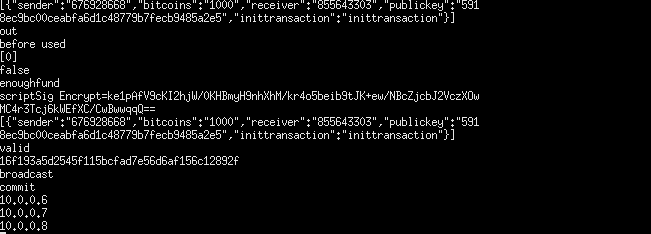 [{"sender":"676928668","bitcoins":"1000","receiver":"855643303","publickey":"591
8ec9bc00ceabfa6d1c48779b7fecb9485a2e5","inittransaction":"inittransaction"}]
out
before used
[0]
false
enoughfund
scriptSig Encrypt=ke1pAfV9cKI2hjW/0KHBmyH9nhXhM/kr4o5beib9tJK+ew/NBcZjcbJ2VczXOw
MC4r3Tcj6kWEfXC/CwBwwqqQ==
[{"sender":"676928668","bitcoins":"1000","receiver":"855643303","publickey":"591
8ec9bc00ceabfa6d1c48779b7fecb9485a2e5","inittransaction":"inittransaction"}]
valid
16f193a5d2545f115bcfad7e56d6af156c12892f
broadcast
commit
10.0.0.6
10.0.0.7
10.0.0.8